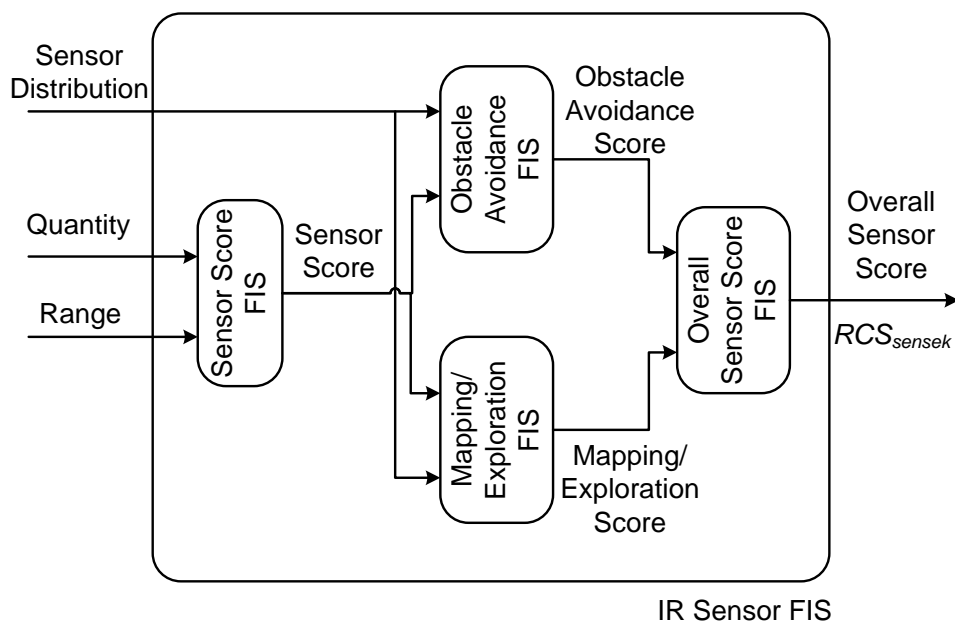 Sensor
Distribution
Quantity
Range
Sensor Score
FIS
Sensor
Score
Obstacle
Avoidance
FIS
Obstacle
Avoidance
Score
Mapping/
Exploration
FIS
Mapping/
Exploration
Score
Overall
Sensor Score
FIS
Overall
Sensor
Score
RCSsensek
IR Sensor FIS